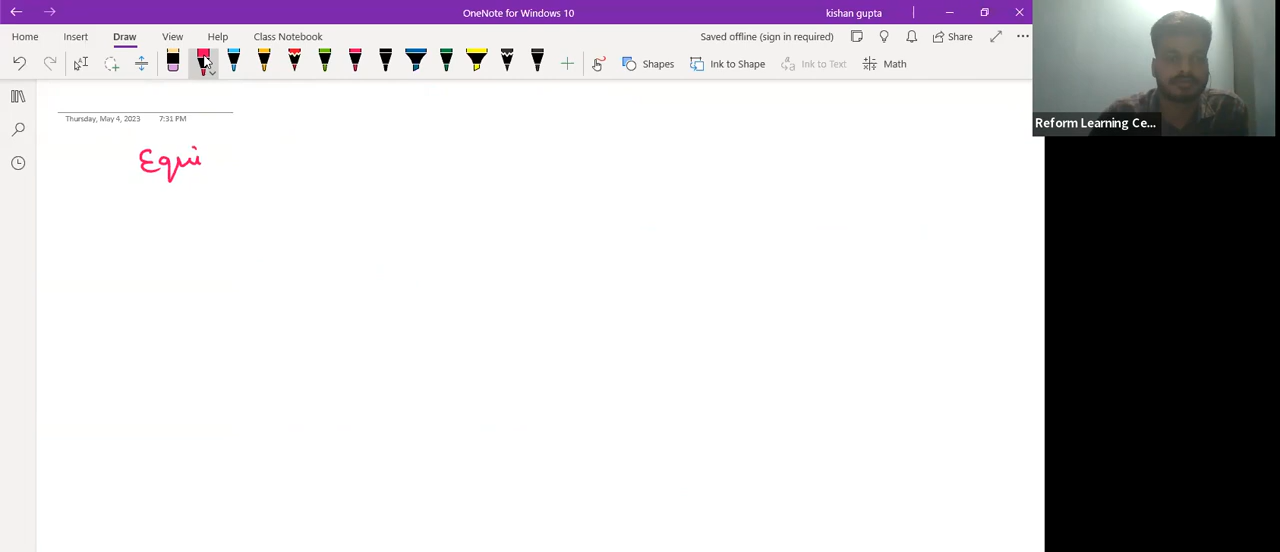 OneNote for Windows 10
kishan gupta
Home Insert Draw View Help Class Notebook
Saved offline (sign in required)
Share
Shapes
Ink to Shape
Ink to Text
Math
Reform Learning Ce...
Thursday, May 4, 2023 7:31 PM
Equi